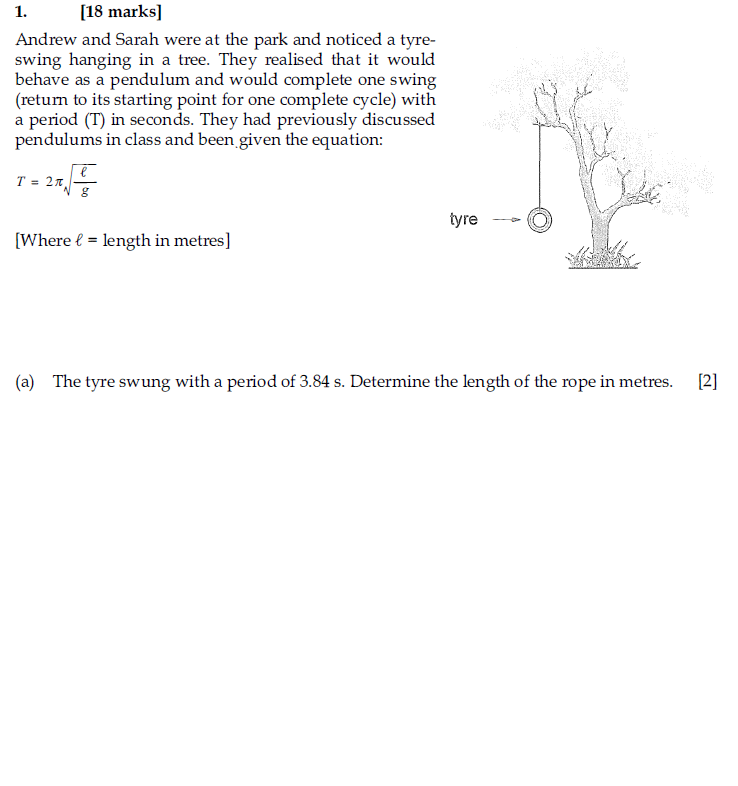 1. [18 marks]
Andrew and Sarah were at the park and noticed a tyre-
swing hanging in a tree. They realised that it would
behave as a pendulum and would complete one swing
(return to its starting point for one complete cycle) with
a period (T) in seconds. They had previously discussed
pendulums in class and been given the equation:
T = 2π√(ℓ/g)
tyre
[Where ℓ = length in metres]
(a) The tyre swung with a period of 3.84 s. Determine the length of the rope in metres. [2]